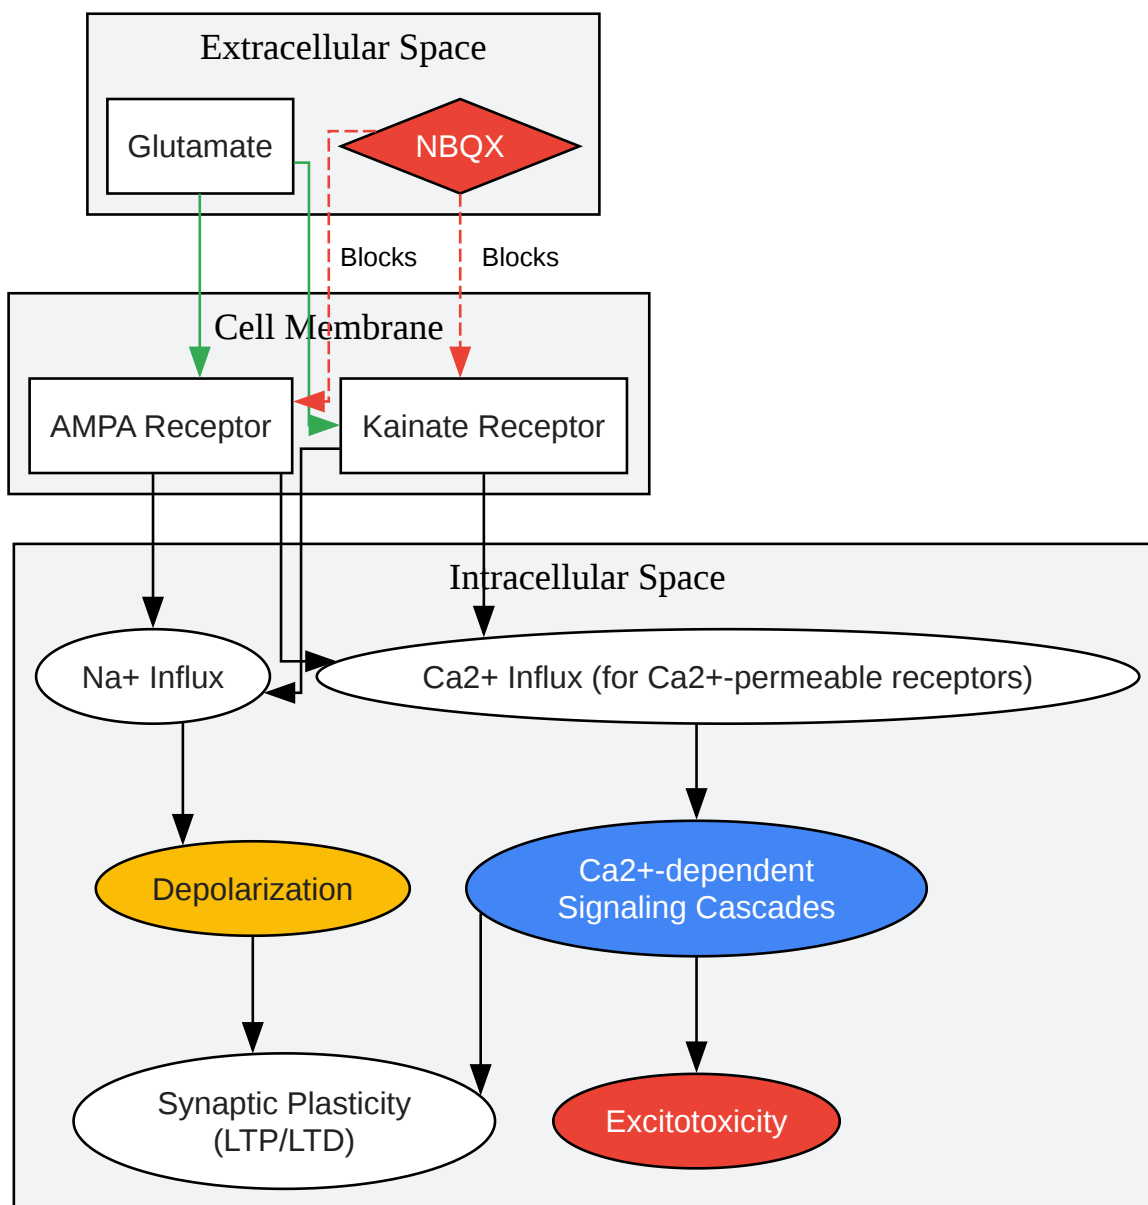 Extracellular Space
Glutamate
NBQX
Blocks
Blocks
Cell Membrane
AMPA Receptor
Kainate Receptor
Intracellular Space
Na+ Influx
Ca2+ Influx (for Ca2+-permeable receptors)
Depolarization
Ca2+-dependent
Signaling Cascades
Synaptic Plasticity
(LTP/LTD)
Excitotoxicity